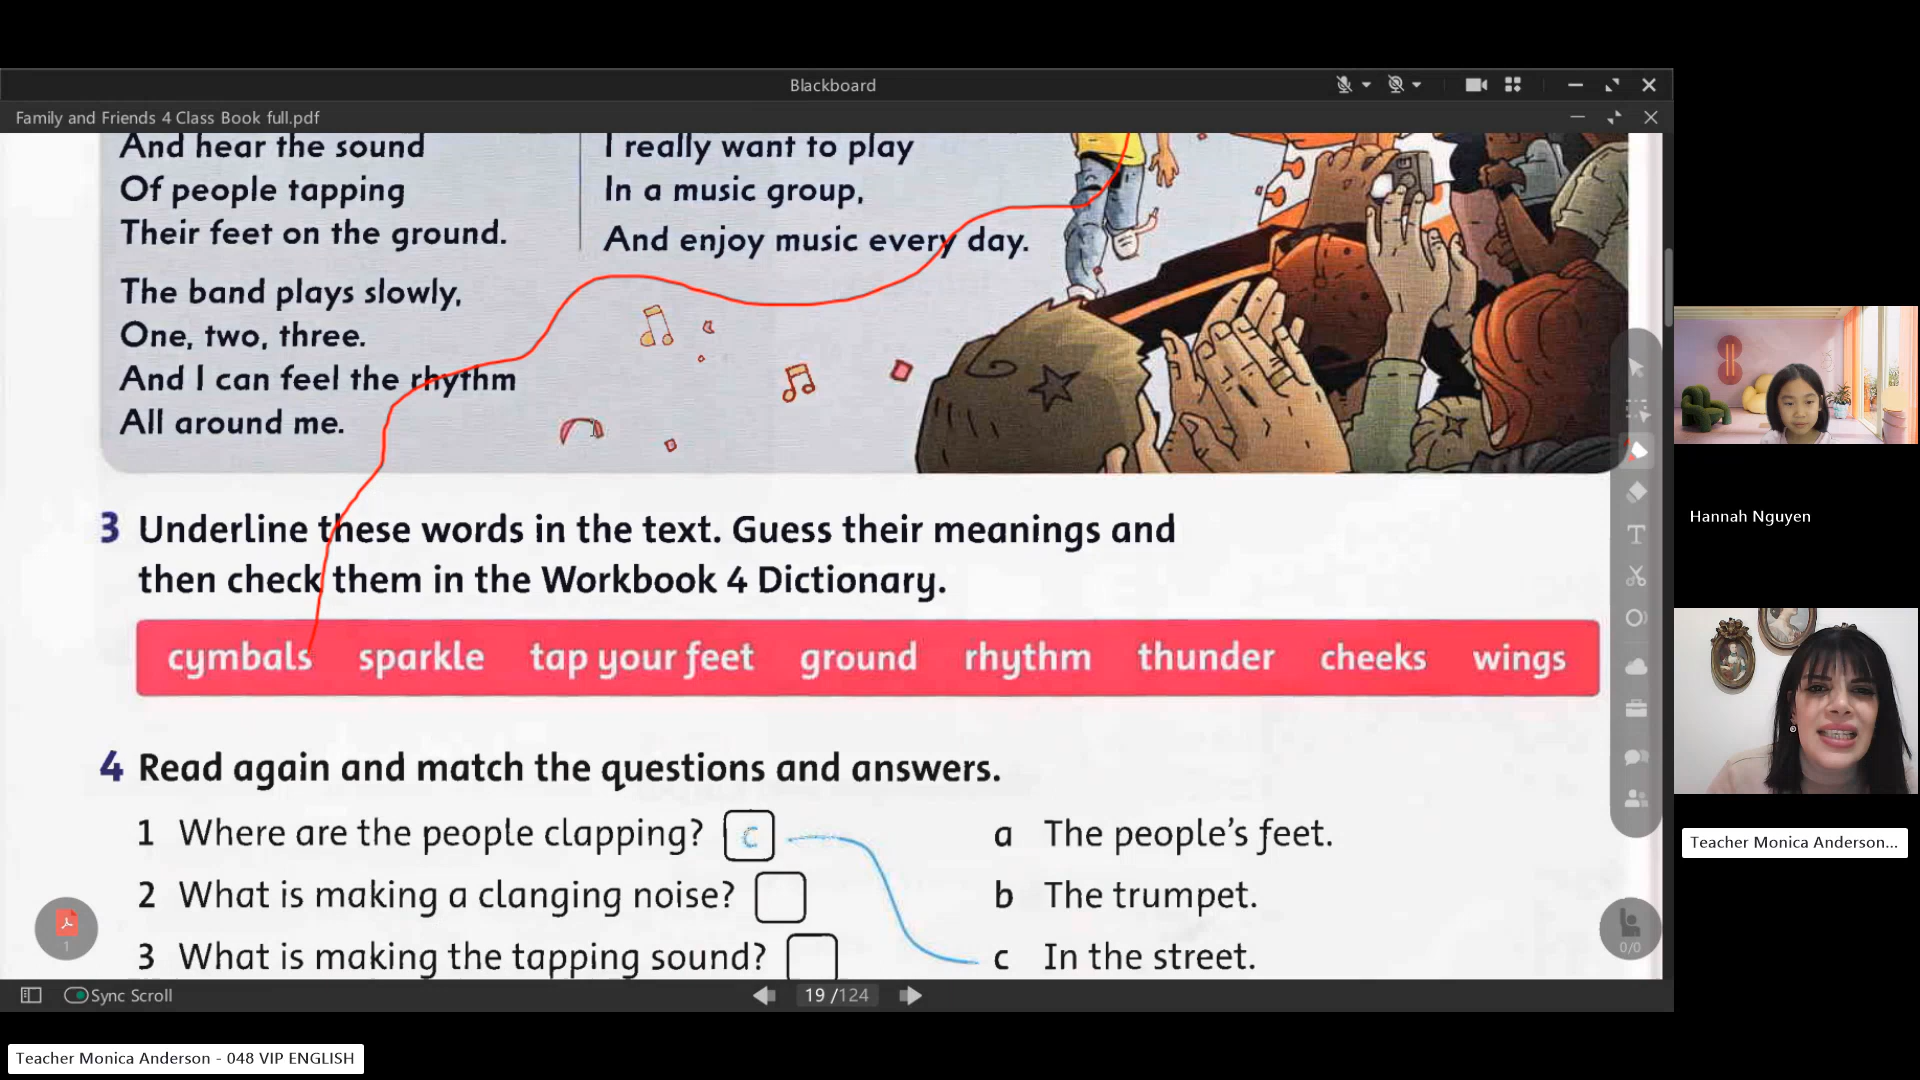 Blackboard
Family and Friends 4 Class Book full.pdf
And hear the sound
Of people tapping
Their feet on the ground.
The band plays slowly,
One, two, three.
And I can feel the rhythm
All around me.
I really want to play
In a music group,
And enjoy music every day.
3 Underline these words in the text. Guess their meanings and
then check them in the Workbook 4 Dictionary.
cymbals sparkle tap your feet ground rhythm thunder cheeks wings
4 Read again and match the questions and answers.
1 Where are the people clapping? c
2 What is making a clanging noise?
3 What is making the tapping sound?
a The people's feet.
b The trumpet.
c In the street.
1
0/0
Sync Scroll
19 /124
Hannah Nguyen
Teacher Monica Anderson...
Teacher Monica Anderson - 048 VIP ENGLISH